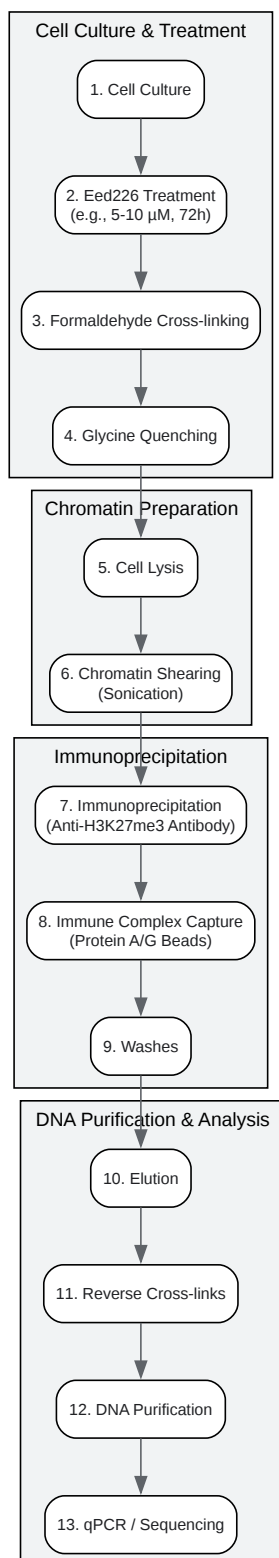 Cell Culture & Treatment
1. Cell Culture
2. Eed226 Treatment
(e.g., 5-10 µM, 72h)
3. Formaldehyde Cross-linking
4. Glycine Quenching
Chromatin Preparation
5. Cell Lysis
6. Chromatin Shearing
(Sonication)
Immunoprecipitation
7. Immunoprecipitation
(Anti-H3K27me3 Antibody)
8. Immune Complex Capture
(Protein A/G Beads)
9. Washes
DNA Purification & Analysis
10. Elution
11. Reverse Cross-links
12. DNA Purification
13. qPCR / Sequencing